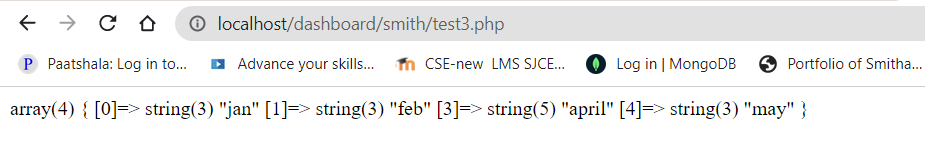 localhost/dashboard/smith/test3.php
P Paatshala: Log in to... Advance your skills... CSE-new LMS SJCE... Log in | MongoDB Portfolio of Smitha...
array(4) { [0]=> string(3) "jan" [1]=> string(3) "feb" [3]=> string(5) "april" [4]=> string(3) "may" }